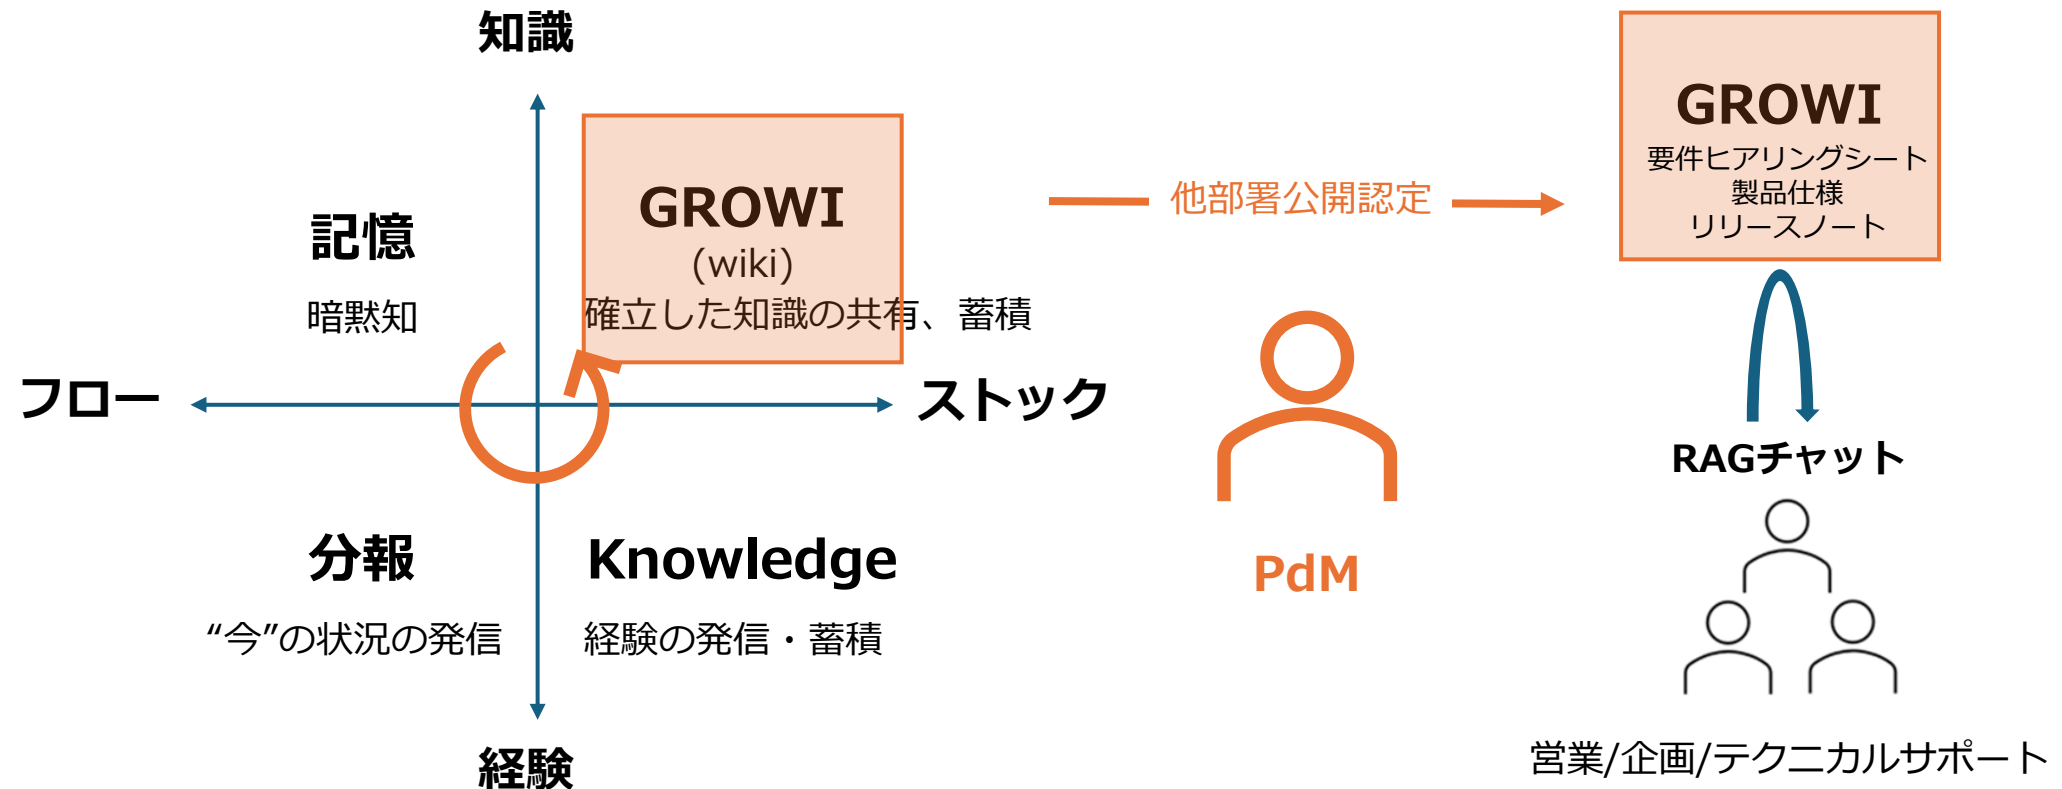 知識
GROWI
(wiki)
確立した知識の共有、蓄積
記憶
暗黙知
フロー
ストック
分報
“今”の状況の発信
Knowledge
経験の発信・蓄積
経験
他部署公開認定
PdM
GROWI
要件ヒアリングシート
製品仕様
リリースノート
RAGチャット
営業/企画/テクニカルサポート